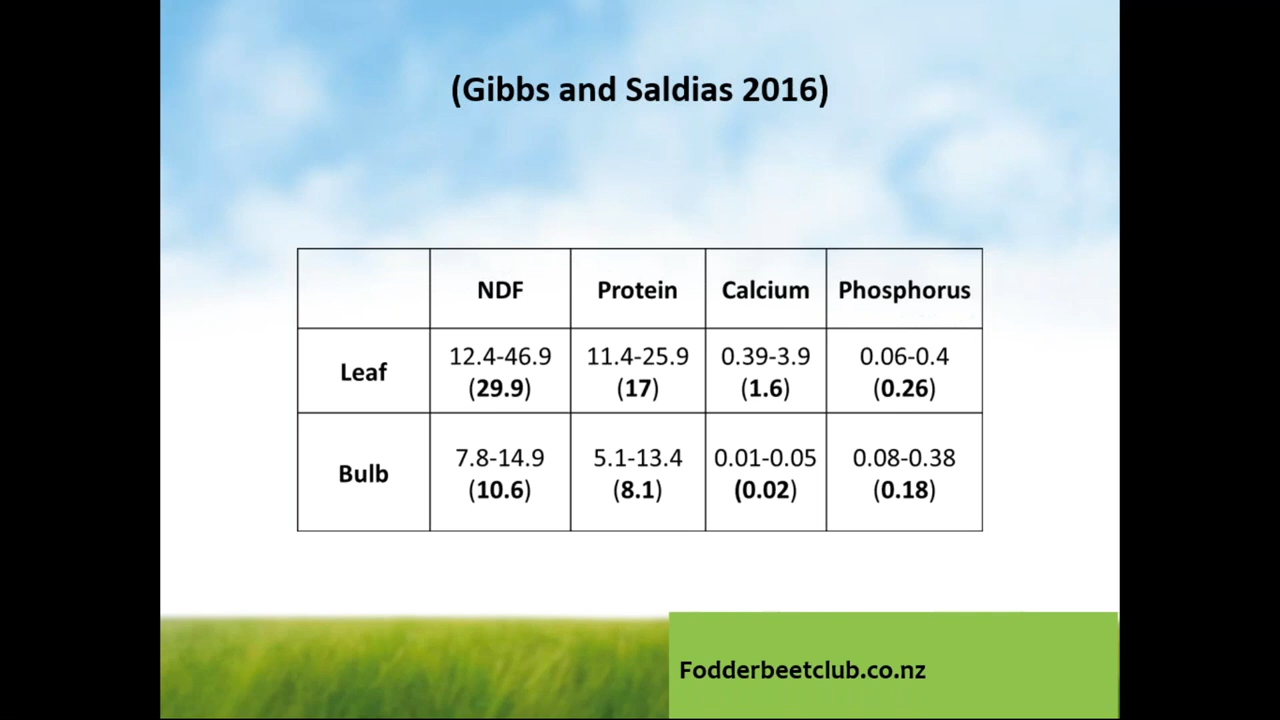 (Gibbs and Saldias 2016)
NDF Protein Calcium Phosphorus
Leaf
12.4-46.9 11.4-25.9 0.39-3.9 0.06-0.4
(29.9) (17) (1.6) (0.26)
Bulb
7.8-14.9 5.1-13.4 0.01-0.05 0.08-0.38
(10.6) (8.1) (0.02) (0.18)
Fodderbeetclub.co.nz